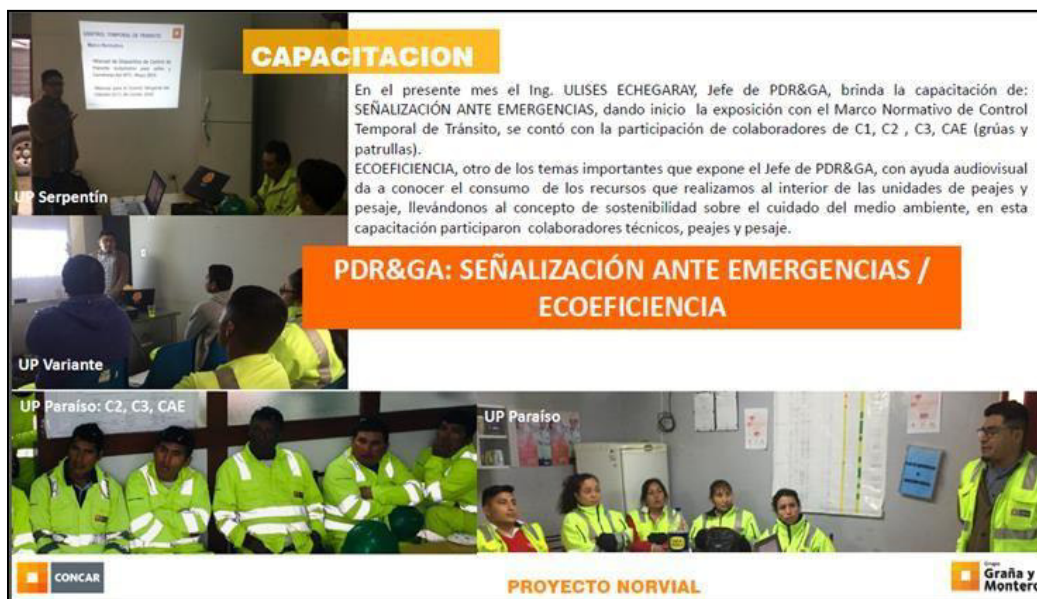 CONTROL TEMPORAL DE TRÁNSITO
Marco Normativo
CAPACITACION
En el presente mes el Ing. ULISES ECHEGARAY, Jefe de PDR&GA, brinda la capacitación de:
SEÑALIZACIÓN ANTE EMERGENCIAS, dando inicio la exposición con el Marco Normativo de Control
Temporal de Tránsito, se contó con la participación de colaboradores de C1, C2 , C3, CAE (grúas y
patrullas).
ECOEFICIENCIA, otro de los temas importantes que expone el Jefe de PDR&GA, con ayuda audiovisual
da a conocer el consumo de los recursos que realizamos al interior de las unidades de peajes y
pesaje, llevándonos al concepto de sostenibilidad sobre el cuidado del medio ambiente, en esta
capacitación participaron colaboradores técnicos, peajes y pesaje.
UP Serpentín
PDR&GA: SEÑALIZACIÓN ANTE EMERGENCIAS /
ECOEFICIENCIA
UP Variante
UP Paraíso: C2, C3, CAE
UP Paraíso
CONCAR
PROYECTO NORVIAL
Grupo
Graña y
Montero